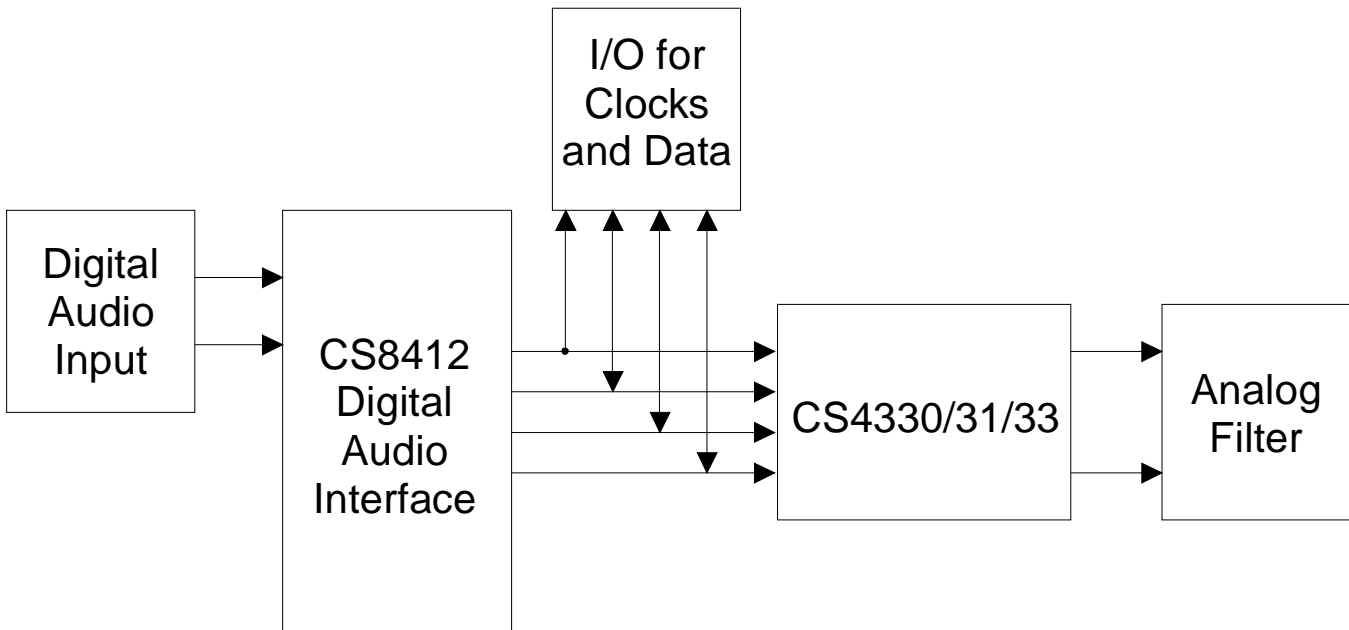 I/O for
Clocks
and Data
Digital
Audio
Input
CS8412
Digital
Audio
Interface
CS4330/31/33
Analog
Filter